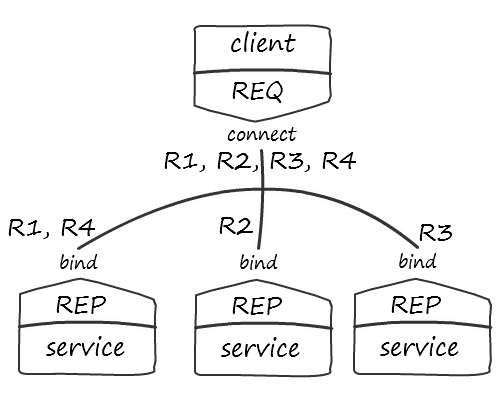 client
REQ
connect
R1, R2, R3, R4
R1, R4
R2
R3
bind
bind
bind
REP
REP
REP
service
service
service